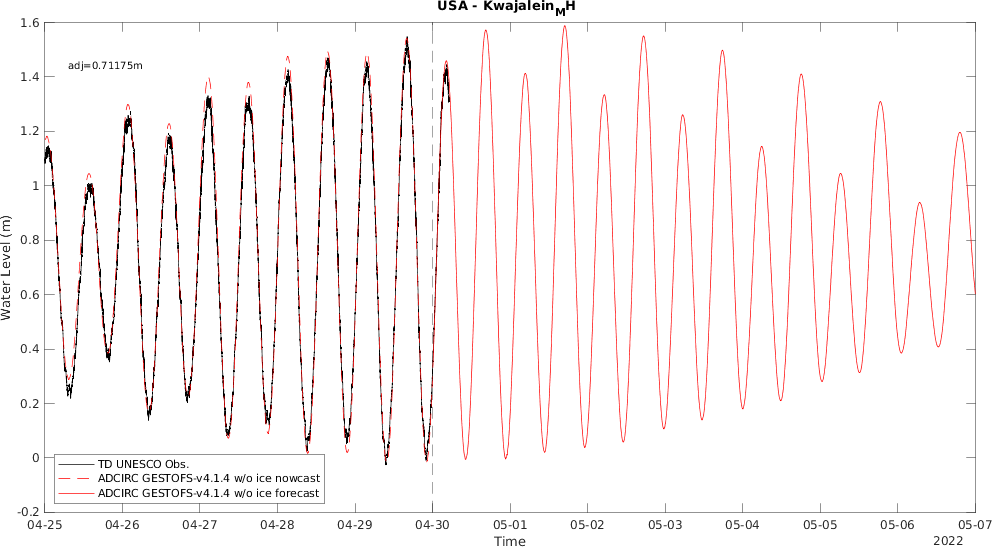 USA - Kwajalein_MH
1.6
1.4
1.2
1
0.8
0.6
0.4
0.2
0
-0.2
Water Level (m)
adj=0.71175m
TD UNESCO Obs.
ADCIRC GESTOFS-v4.1.4 w/o ice nowcast
ADCIRC GESTOFS-v4.1.4 w/o ice forecast
04-25 04-26 04-27 04-28 04-29 04-30 05-01 05-02 05-03 05-04 05-05 05-06 05-07
Time
2022